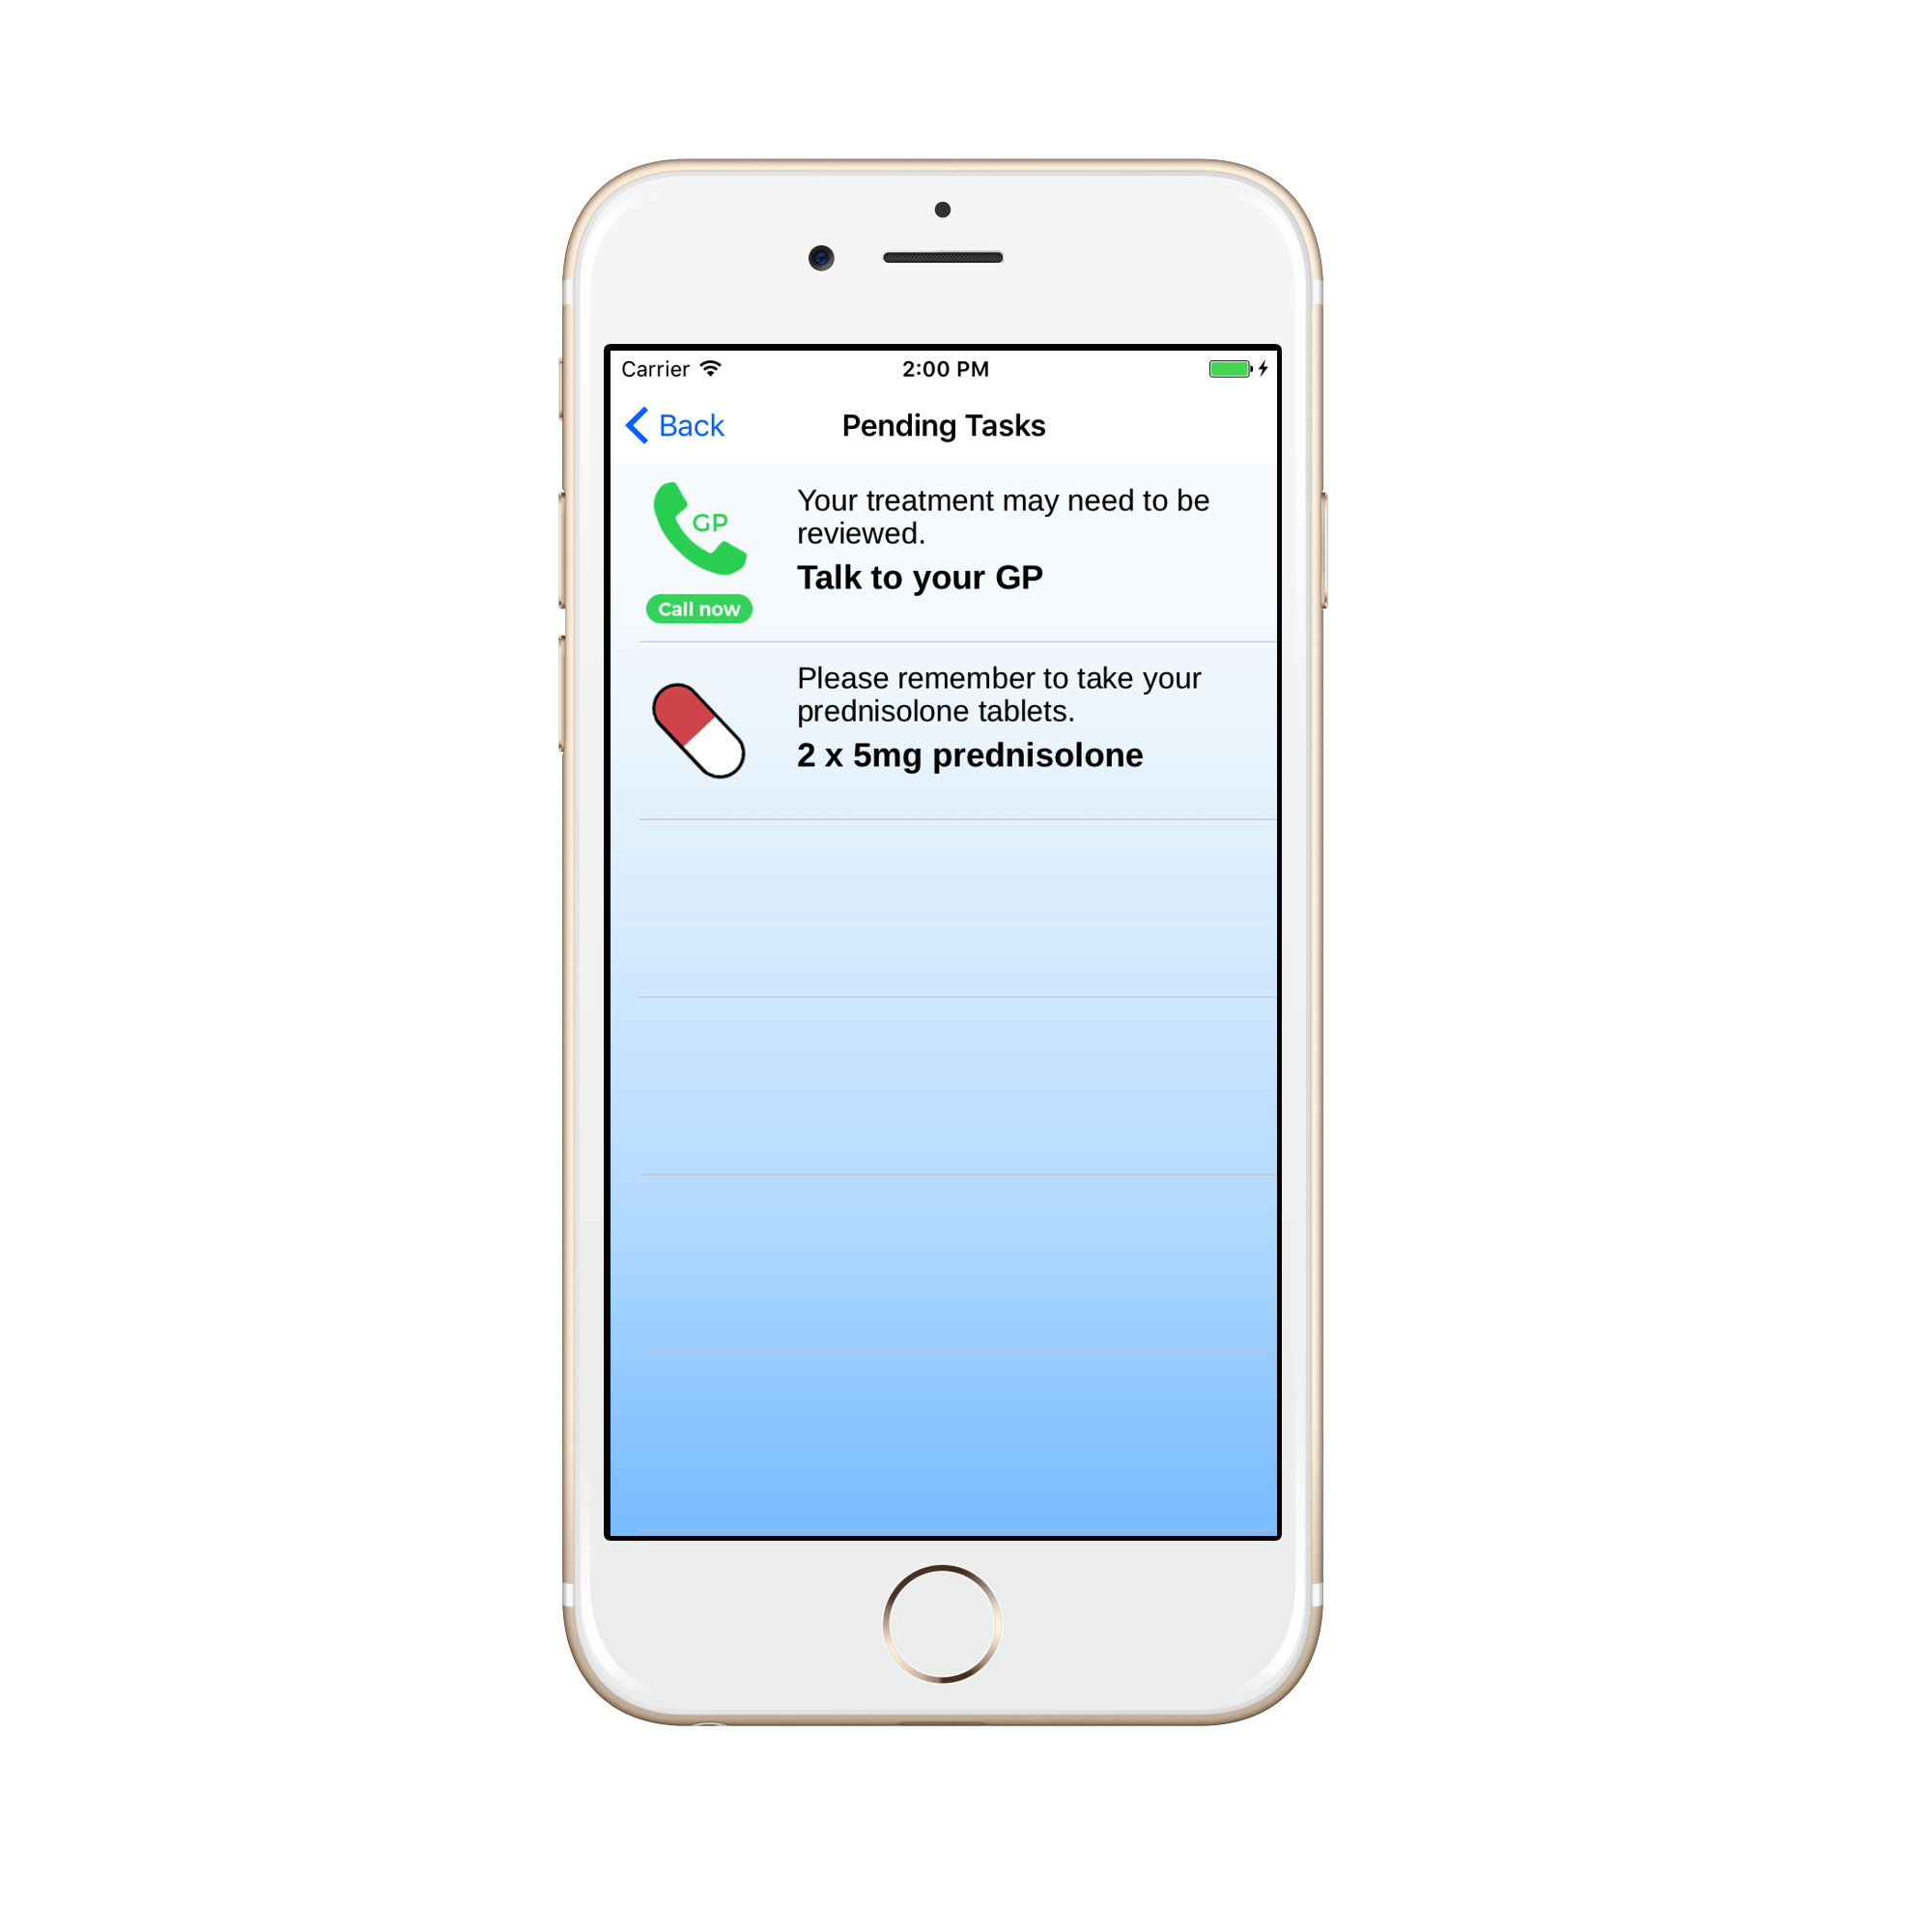 Carrier 2:00 PM
Back Pending Tasks
GP
Call now
Your treatment may need to be
reviewed.
Talk to your GP
Please remember to take your
prednisolone tablets.
2 x 5mg prednisolone